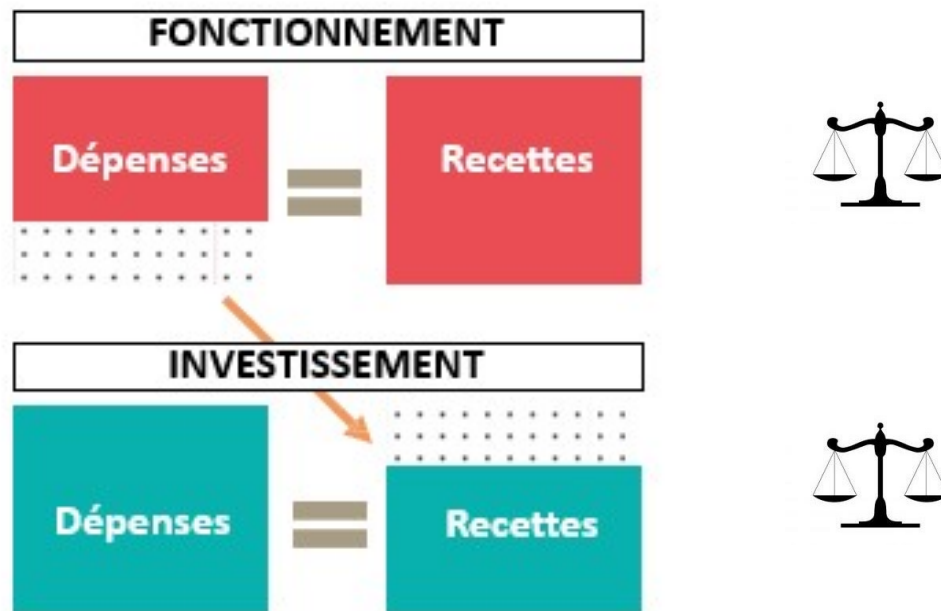 FONCTIONNEMENT
Dépenses
Recettes
INVESTISSEMENT
Dépenses
Recettes